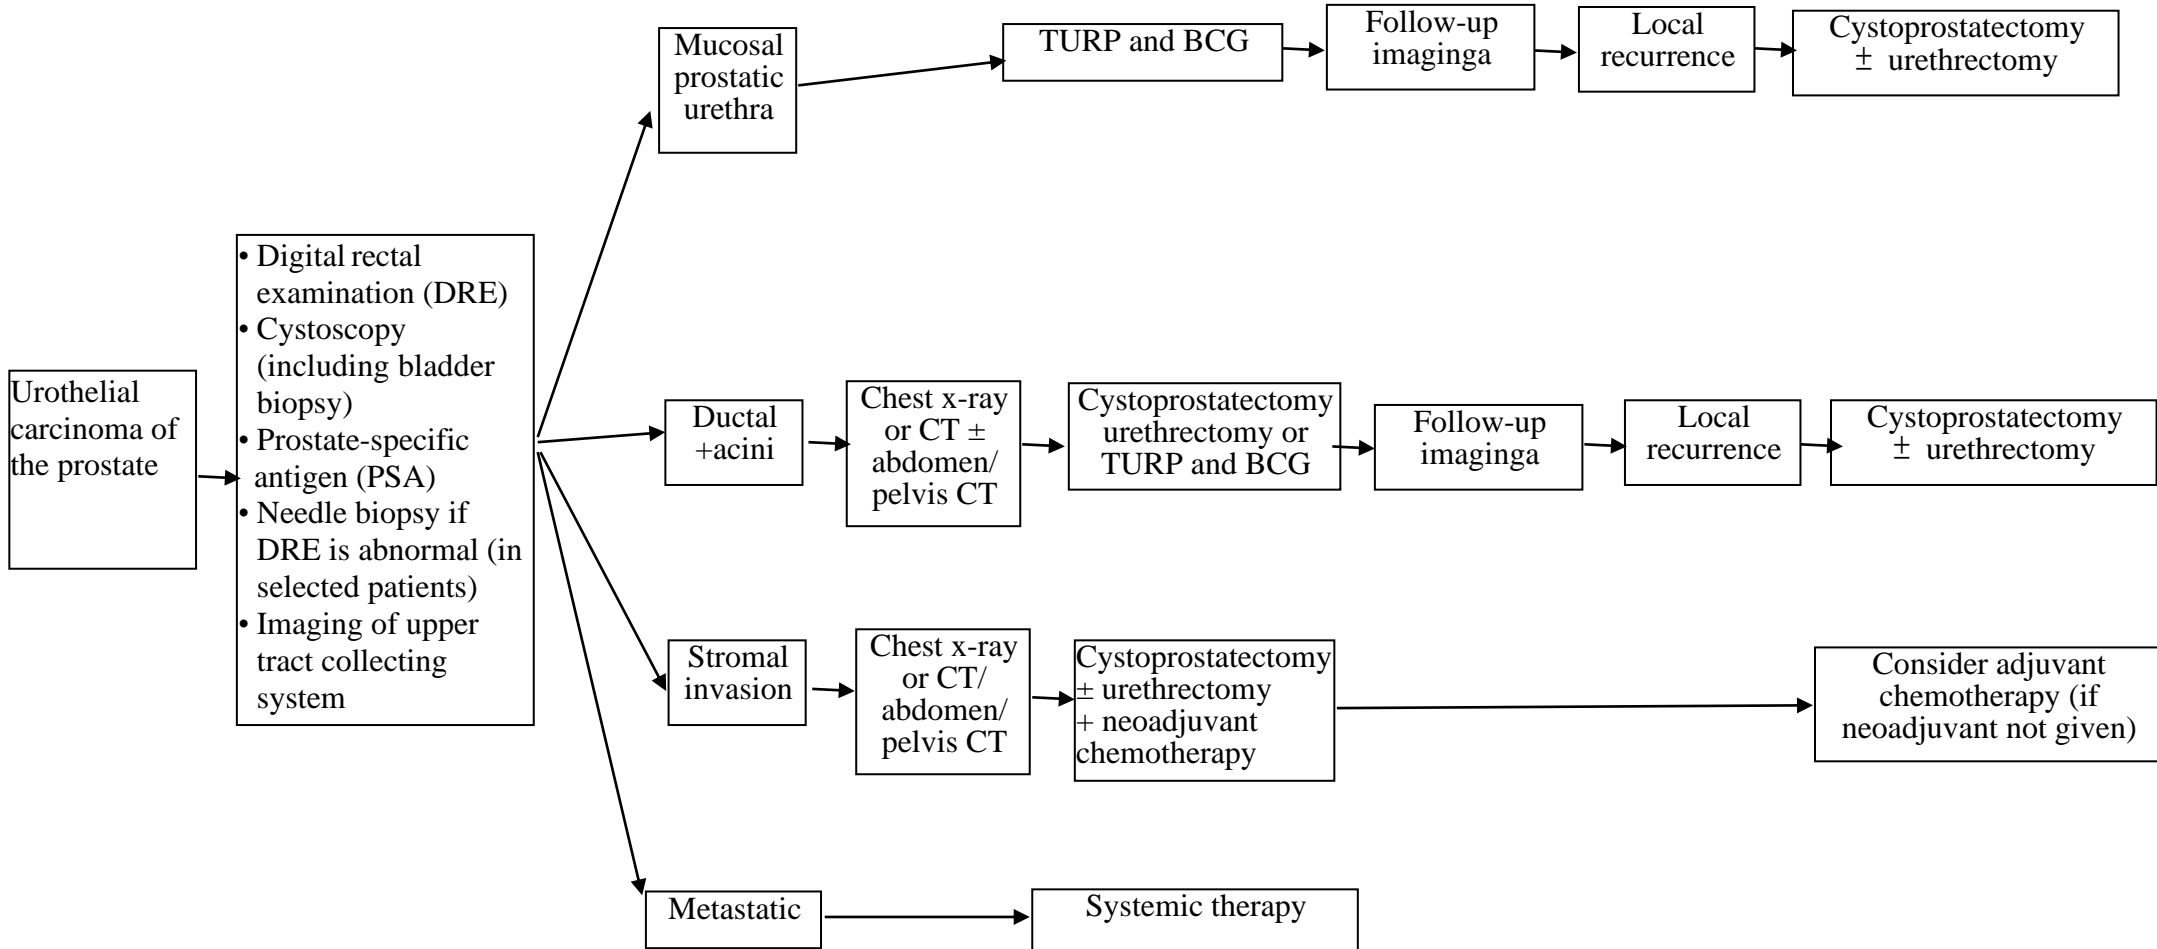 Urothelial
carcinoma of
the prostate
• Digital rectal
examination (DRE)
• Cystoscopy
(including bladder
biopsy)
• Prostate-specific
antigen (PSA)
• Needle biopsy if
DRE is abnormal (in
selected patients)
• Imaging of upper
tract collecting
system
Mucosal
prostatic
urethra
TURP and BCG
Follow-up
imaginga
Local
recurrence
Cystoprostatectomy
± urethrectomy
Ductal
+acini
Chest x-ray
or CT ±
abdomen/
pelvis CT
Cystoprostatectomy
urethrectomy or
TURP and BCG
Follow-up
imaginga
Local
recurrence
Cystoprostatectomy
± urethrectomy
Stromal
invasion
Chest x-ray
or CT/
abdomen/
pelvis CT
Cystoprostatectomy
± urethrectomy
+ neoadjuvant
chemotherapy
Consider adjuvant
chemotherapy (if
neoadjuvant not given)
Metastatic
Systemic therapy